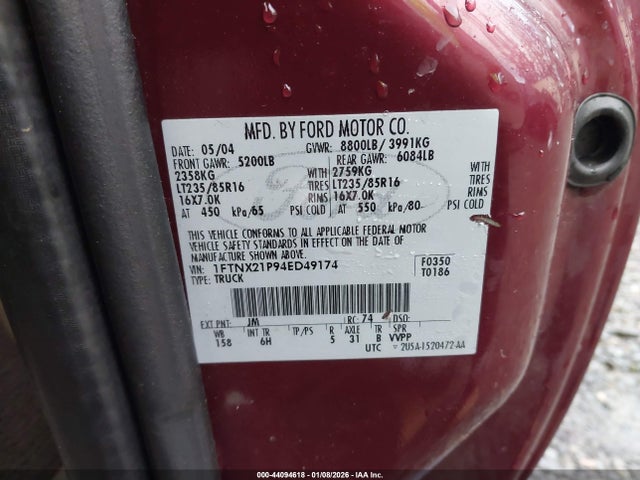 MFD. BY FORD MOTOR CO.
DATE: 05/04 GVWR: 8800LB/ 3991KG
FRONT GAWR: 5200LB REAR GAWR: 6084LB
2358KG WITH 2759KG WITH
LT235/85R16 TIRES LT235/85R16 TIRES
16X7.0K RIMS 16X7.0K RIMS
AT 450 kPa/65 PSI COLD AT 550 kPa/80 PSI COLD
THIS VEHICLE CONFORMS TO ALL APPLICABLE FEDERAL MOTOR
VEHICLE SAFETY STANDARDS IN EFFECT ON THE DATE OF
MANUFACTURE SHOWN ABOVE.
VIN: 1FTNX21P94ED49174 F0350
TYPE: TRUCK T0186
EXT PNT: JM RC: 74 DSO:
WB INT TR TP/PS R AXLE TR SPR
158 6H 5 31 B VVPP
UTC ▽ 2U5A-1520472-AA
000-44094618 | 01/08/2026 | IAA Inc.